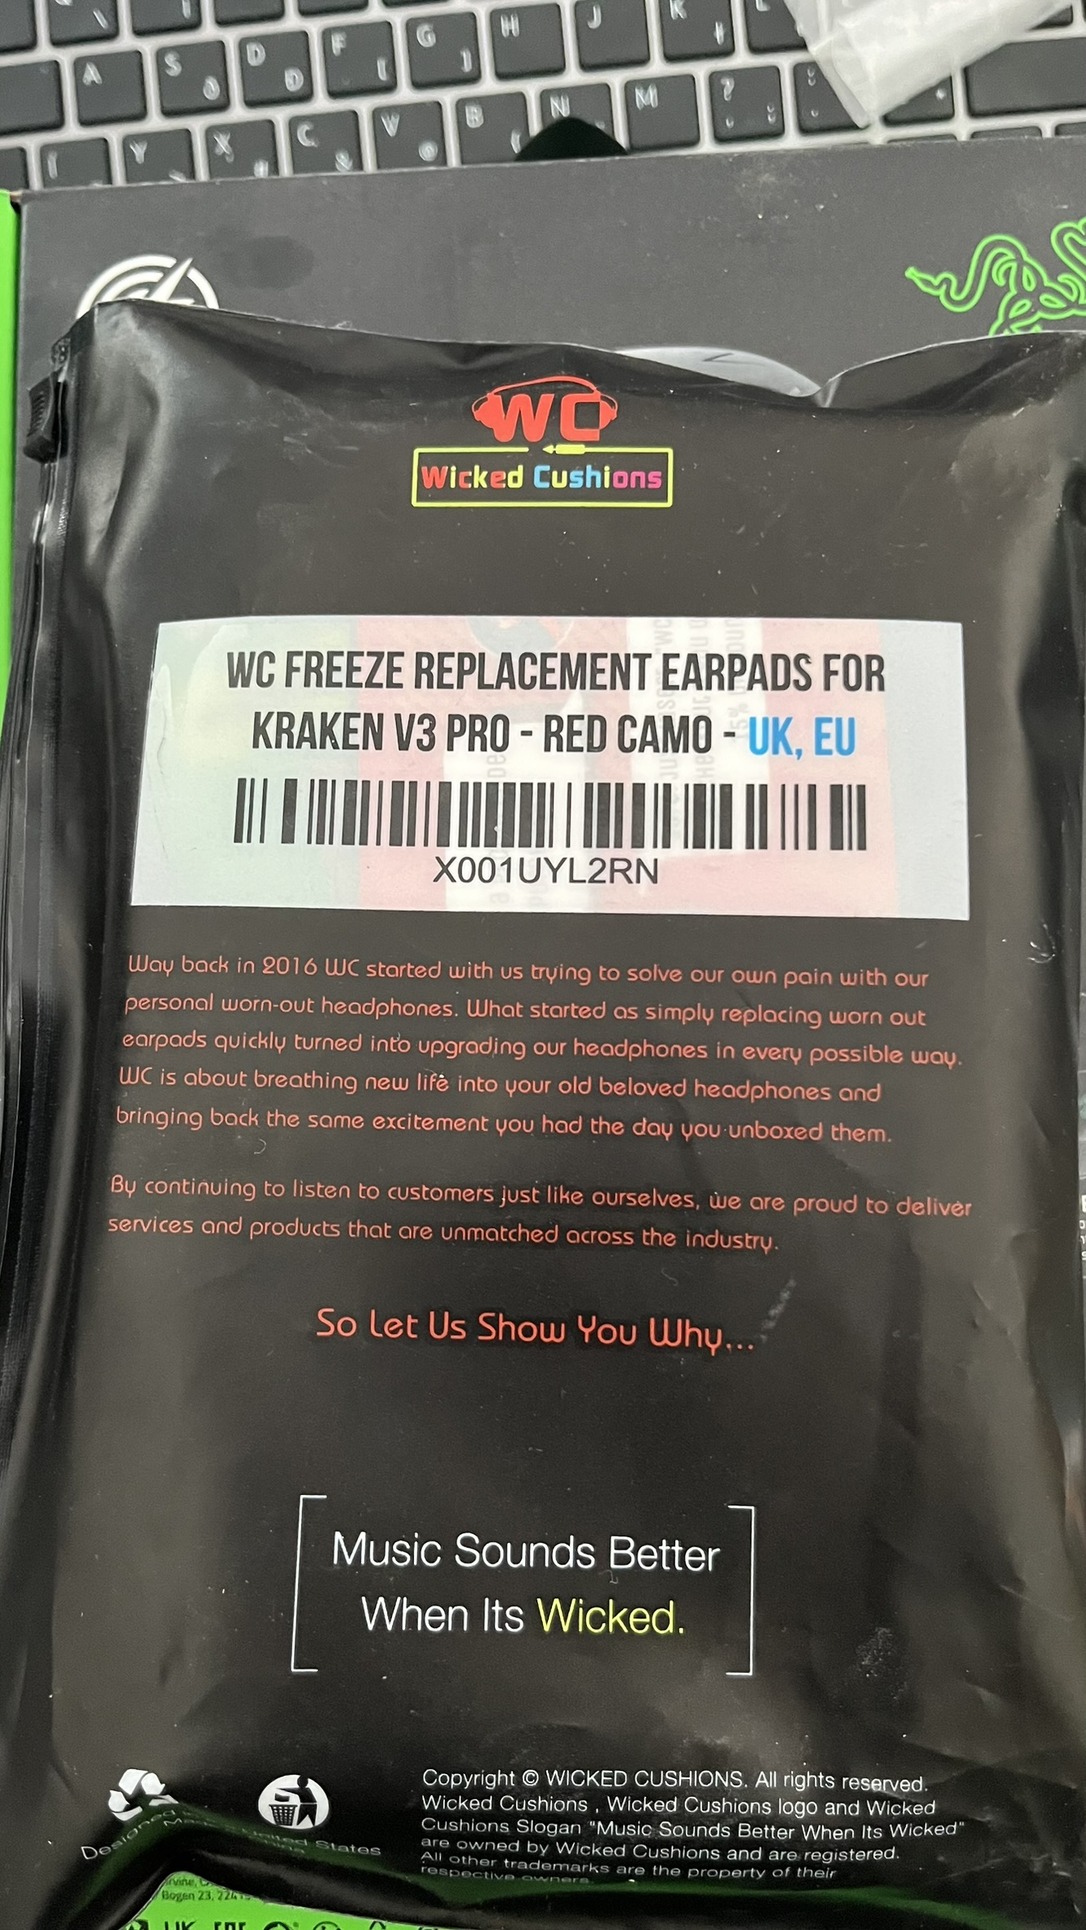 H
J
K
F
G
D
S
A
M
N
B
V
C
X
Y
?
WC
Wicked Cushions
WC FREEZE REPLACEMENT EARPADS FOR
KRAKEN V3 PRO - RED CAMO - UK, EU
X001UYL2RN
Way back in 2016 WC started with us trying to solve our own pain with our
personal worn-out headphones. What started as simply replacing worn out
earpads quickly turned into upgrading our headphones in every possible way.
WC is about breathing new life into your old beloved headphones and
bringing back the same excitement you had the day you unboxed them.
By continuing to listen to customers just like ourselves, we are proud to deliver
services and products that are unmatched across the industry.
So Let Us Show You Why...
Music Sounds Better
When Its Wicked.
Copyright © WICKED CUSHIONS. All rights reserved.
Wicked Cushions , Wicked Cushions logo and Wicked
Cushions Slogan "Music Sounds Better When Its Wicked"
are owned by Wicked Cushions and are registered.
All other trademarks are the property of their
respective owners.
States
Bogen 23,
UK